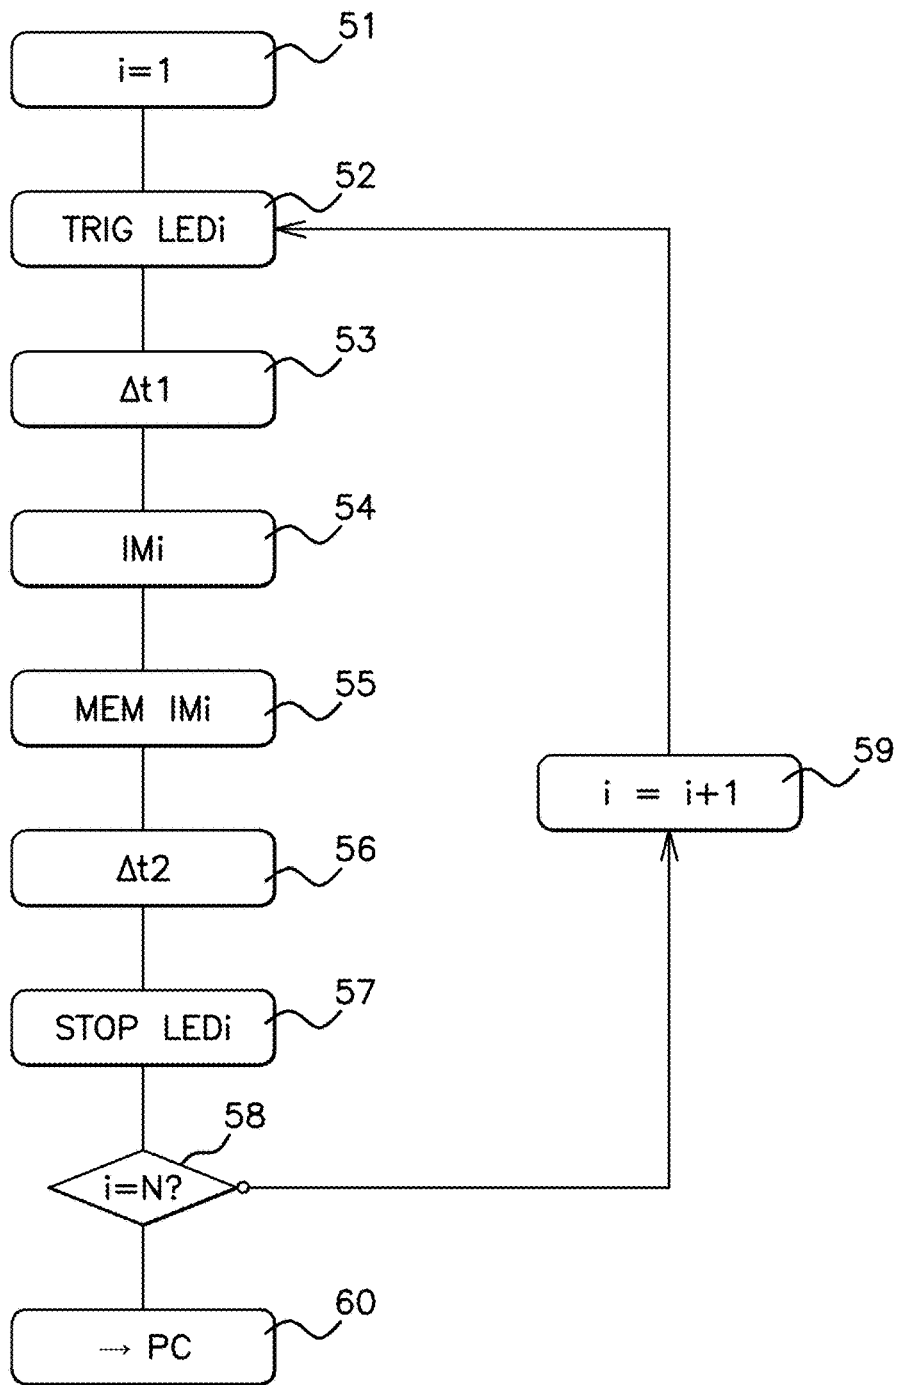 51
i=1
52
TRIG LEDi
53
Δt1
54
IMi
55
MEM IMi
59
i = i+1
56
Δt2
57
STOP LEDi
58
i=N?
60
→ PC